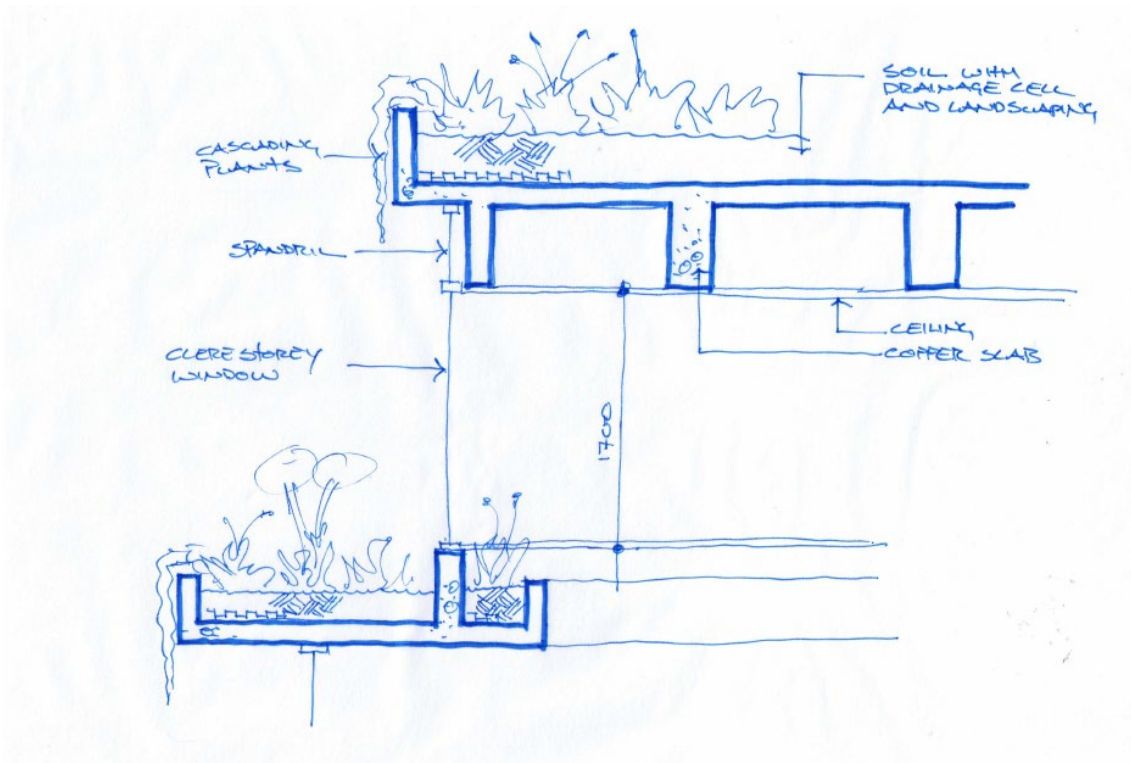 SOIL WITH
DRAINAGE CELL
AND LANDSCAPING
CASCADING
PLANTS
SPANDRIL
CEILING
COFFER SLAB
CLERESTOREY
WINDOW
1700